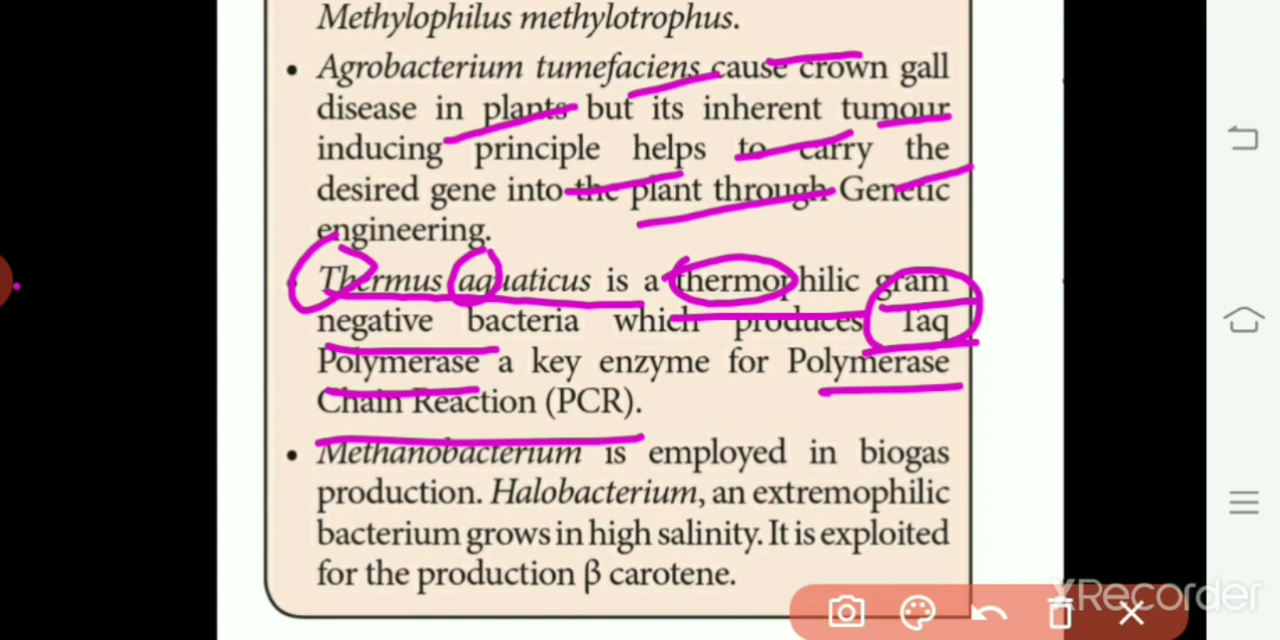 Methylophilus methylotrophus.
• Agrobacterium tumefaciens cause crown gall
disease in plants but its inherent tumour
inducing principle helps to carry the
desired gene into the plant through Genetic
engineering.
• Thermus aquaticus is a thermophilic gram
negative bacteria which produces Taq
Polymerase a key enzyme for Polymerase
Chain Reaction (PCR).
• Methanobacterium is employed in biogas
production. Halobacterium, an extremophilic
bacterium grows in high salinity. It is exploited
for the production β carotene.
XRecorder